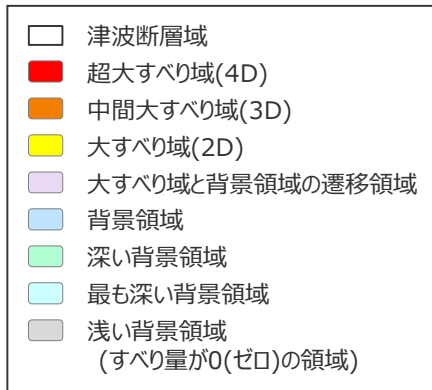 津波断層域
超大すべり域(4D)
中間大すべり域(3D)
大すべり域(2D)
大すべり域と背景領域の遷移領域
背景領域
深い背景領域
最も深い背景領域
浅い背景領域
(すべり量が0(ゼロ)の領域)